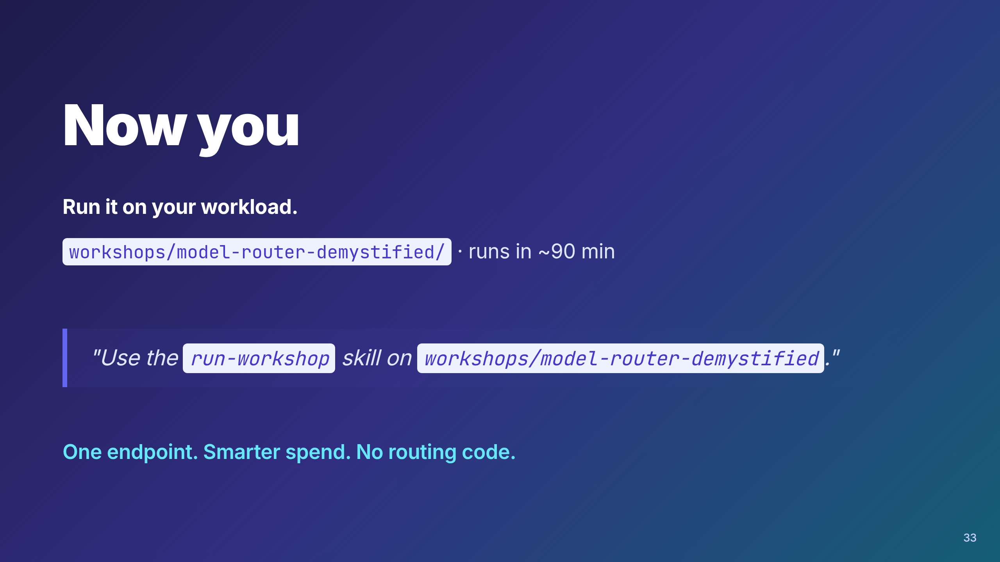 Now you
Run it on your workload.
workshops/model-router-demystified/ · runs in ~90 min
"Use the run-workshop skill on workshops/model-router-demystified."
One endpoint. Smarter spend. No routing code.
33